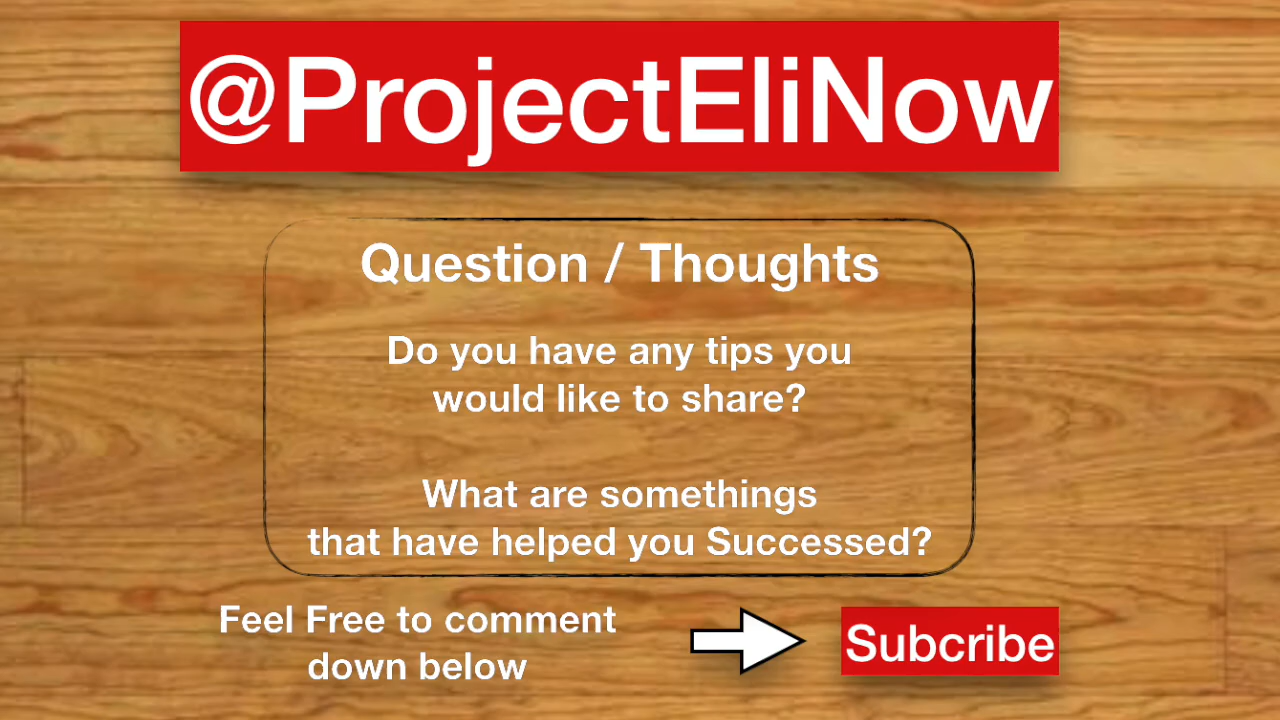 @ProjectEliNow
Question / Thoughts
Do you have any tips you
would like to share?
What are somethings
that have helped you Successed?
Feel Free to comment
down below
Subcribe